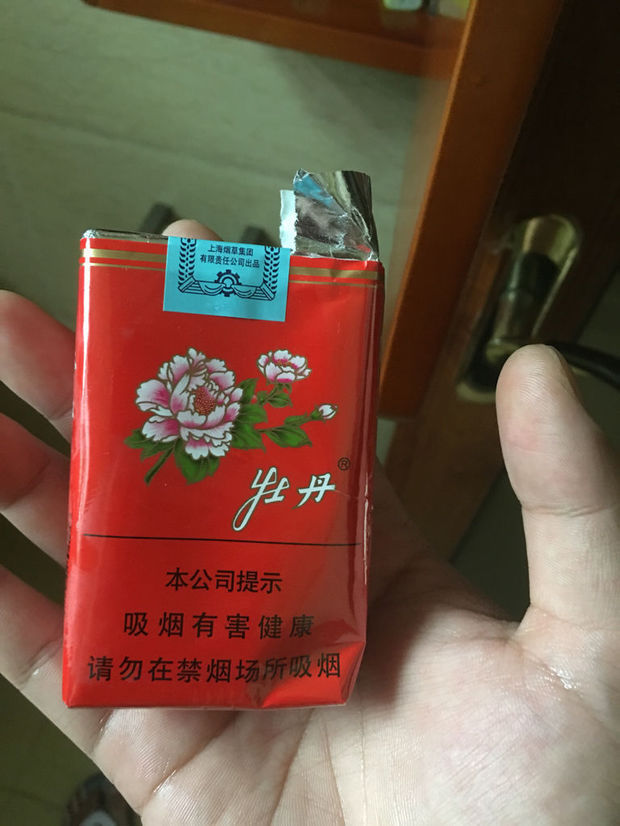 上海烟草集团
有限责任公司出品
牡丹®
本公司提示
吸烟有害健康
请勿在禁烟场所吸烟